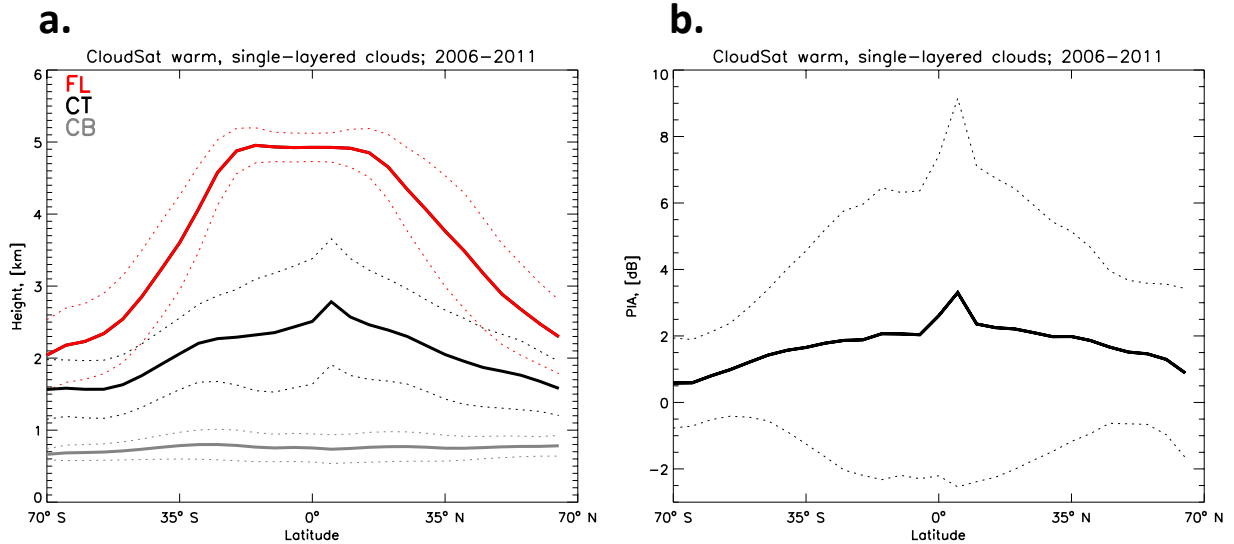 a.
CloudSat warm, single-layered clouds; 2006-2011
FL
CT
CB
Height, [km]
6
5
4
3
2
1
0
70° S
35° S
0°
35° N
70° N
Latitude
b.
CloudSat warm, single-layered clouds; 2006-2011
PIA, [dB]
10
8
6
4
2
0
-2
70° S
35° S
0°
35° N
70° N
Latitude